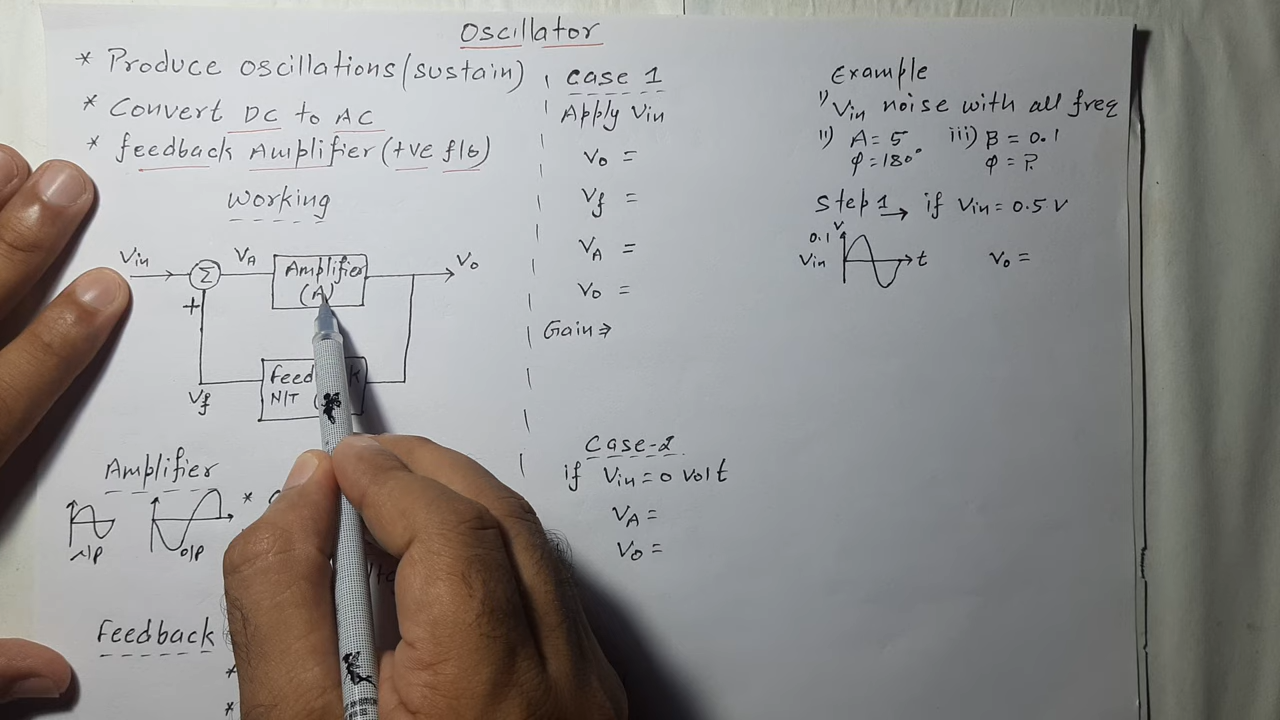 Oscillator
* Produce oscillations (sustain)
* Convert DC to AC
* feedback Amplifier (+ve f/b)
Working
Vin
Σ
VA
Amplifier
(A)
Vo
+
Vf
N/T
Amplifier
i/p
o/p
*
Feedback
*
*
Case 1
Apply Vin
Vo =
Vf =
VA =
Vo =
Gain ⇒
Case-2
if Vin = 0 volt
VA =
Vo =
Example
i) Vin noise with all freq
ii) A = 5 iii) B = 0.1
φ = 180° φ = ?
Step 1 → if Vin = 0.5 V
V
0.1
Vin
t
Vo =